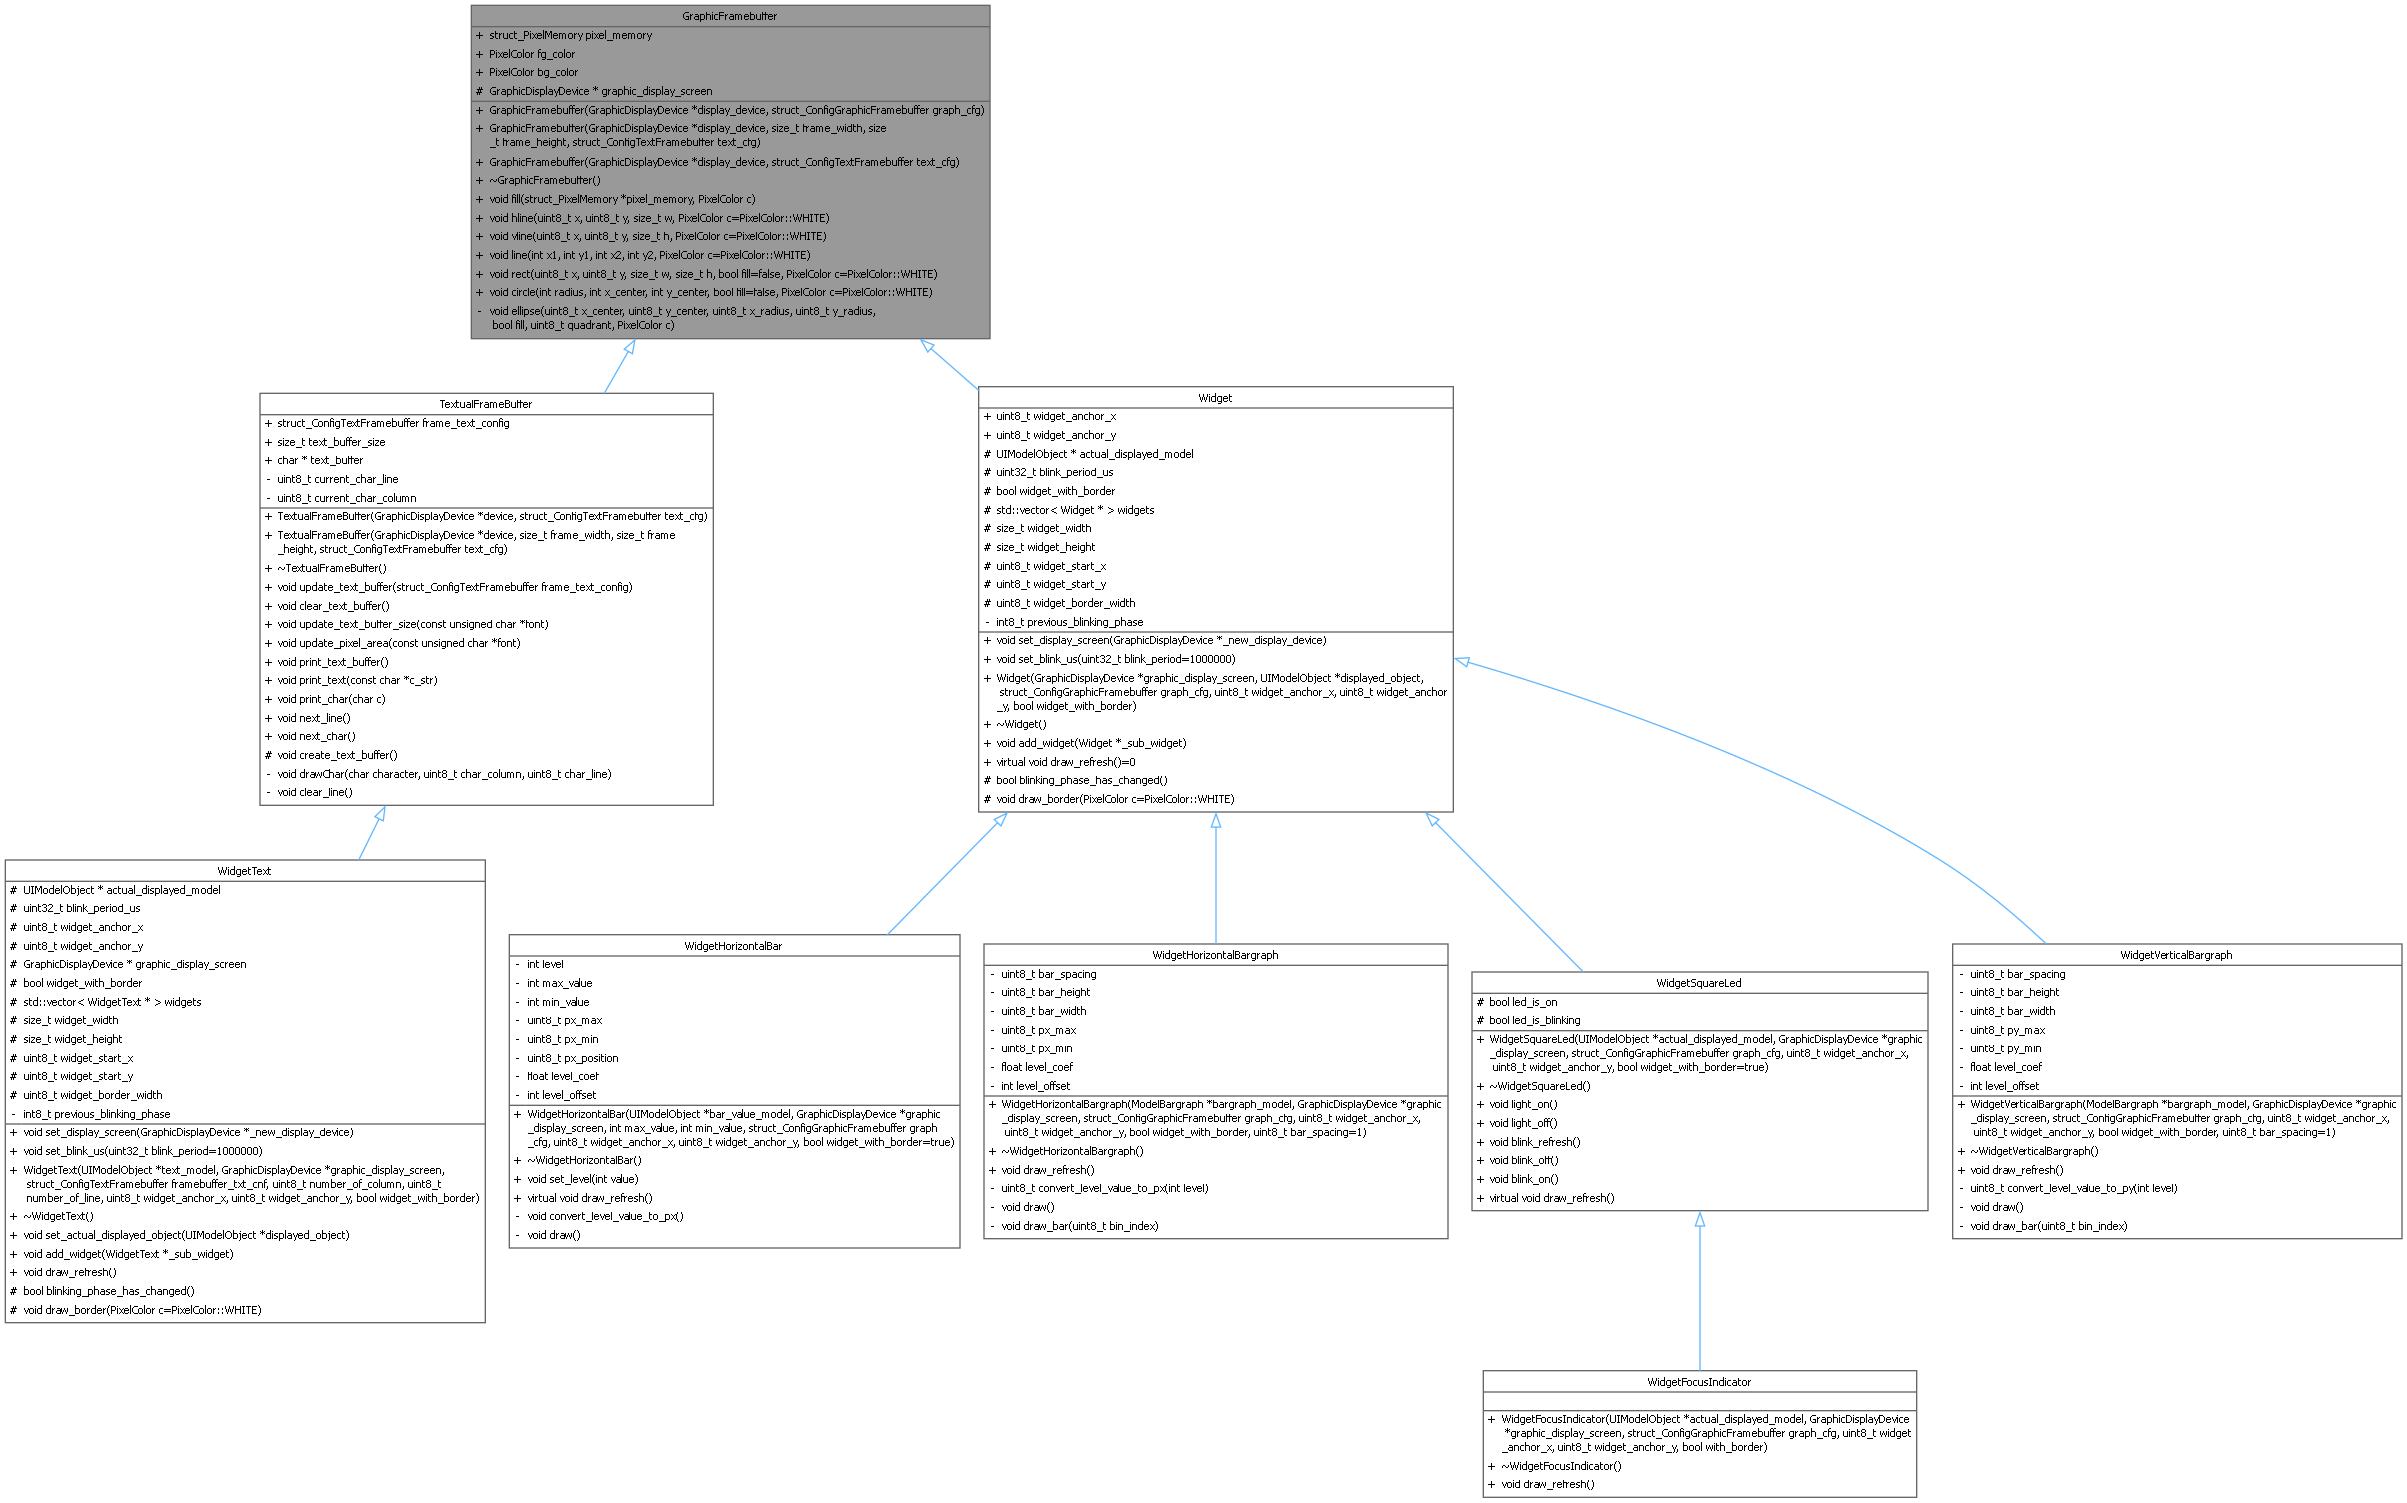 GraphicFramebuffer
+ struct_PixelMemory pixel_memory
+ PixelColor fg_color
+ PixelColor bg_color
# GraphicDisplayDevice * graphic_display_screen
+ GraphicFramebuffer(GraphicDisplayDevice *display_device, struct_ConfigGraphicFramebuffer graph_cfg)
+ GraphicFramebuffer(GraphicDisplayDevice *display_device, size_t frame_width, size
_t frame_height, struct_ConfigTextFramebuffer text_cfg)
+ GraphicFramebuffer(GraphicDisplayDevice *display_device, struct_ConfigTextFramebuffer text_cfg)
+ ~GraphicFramebuffer()
+ void fill(struct_PixelMemory *pixel_memory, PixelColor c)
+ void hline(uint8_t x, uint8_t y, size_t w, PixelColor c=PixelColor::WHITE)
+ void vline(uint8_t x, uint8_t y, size_t h, PixelColor c=PixelColor::WHITE)
+ void line(int x1, int y1, int x2, int y2, PixelColor c=PixelColor::WHITE)
+ void rect(uint8_t x, uint8_t y, size_t w, size_t h, bool fill=false, PixelColor c=PixelColor::WHITE)
+ void circle(int radius, int x_center, int y_center, bool fill=false, PixelColor c=PixelColor::WHITE)
- void ellipse(uint8_t x_center, uint8_t y_center, uint8_t x_radius, uint8_t y_radius,
bool fill, uint8_t quadrant, PixelColor c)
TextualFrameBuffer
+ struct_ConfigTextFramebuffer frame_text_config
+ size_t text_buffer_size
+ char * text_buffer
- uint8_t current_char_line
- uint8_t current_char_column
+ TextualFrameBuffer(GraphicDisplayDevice *device, struct_ConfigTextFramebuffer text_cfg)
+ TextualFrameBuffer(GraphicDisplayDevice *device, size_t frame_width, size_t frame
_height, struct_ConfigTextFramebuffer text_cfg)
+ ~TextualFrameBuffer()
+ void update_text_buffer(struct_ConfigTextFramebuffer frame_text_config)
+ void clear_text_buffer()
+ void update_text_buffer_size(const unsigned char *font)
+ void update_pixel_area(const unsigned char *font)
+ void print_text_buffer()
+ void print_text(const char *c_str)
+ void print_char(char c)
+ void next_line()
+ void next_char()
# void create_text_buffer()
- void drawChar(char character, uint8_t char_column, uint8_t char_line)
- void clear_line()
Widget
+ uint8_t widget_anchor_x
+ uint8_t widget_anchor_y
# UIModelObject * actual_displayed_model
# uint32_t blink_period_us
# bool widget_with_border
# std::vector< Widget * > widgets
# size_t widget_width
# size_t widget_height
# uint8_t widget_start_x
# uint8_t widget_start_y
# uint8_t widget_border_width
- int8_t previous_blinking_phase
+ void set_display_screen(GraphicDisplayDevice *_new_display_device)
+ void set_blink_us(uint32_t blink_period=1000000)
+ Widget(GraphicDisplayDevice *graphic_display_screen, UIModelObject *displayed_object,
struct_ConfigGraphicFramebuffer graph_cfg, uint8_t widget_anchor_x, uint8_t widget_anchor
_y, bool widget_with_border)
+ ~Widget()
+ void add_widget(Widget *_sub_widget)
+ virtual void draw_refresh()=0
# bool blinking_phase_has_changed()
# void draw_border(PixelColor c=PixelColor::WHITE)
WidgetText
# UIModelObject * actual_displayed_model
# uint32_t blink_period_us
# uint8_t widget_anchor_x
# uint8_t widget_anchor_y
# GraphicDisplayDevice * graphic_display_screen
# bool widget_with_border
# std::vector< WidgetText * > widgets
# size_t widget_width
# size_t widget_height
# uint8_t widget_start_x
# uint8_t widget_start_y
# uint8_t widget_border_width
- int8_t previous_blinking_phase
+ void set_display_screen(GraphicDisplayDevice *_new_display_device)
+ void set_blink_us(uint32_t blink_period=1000000)
+ WidgetText(UIModelObject *text_model, GraphicDisplayDevice *graphic_display_screen,
struct_ConfigTextFramebuffer framebuffer_txt_cnf, uint8_t number_of_column, uint8_t
number_of_line, uint8_t widget_anchor_x, uint8_t widget_anchor_y, bool widget_with_border)
+ ~WidgetText()
+ void set_actual_displayed_object(UIModelObject *displayed_object)
+ void add_widget(WidgetText *_sub_widget)
+ void draw_refresh()
# bool blinking_phase_has_changed()
# void draw_border(PixelColor c=PixelColor::WHITE)
WidgetHorizontalBar
- int level
- int max_value
- int min_value
- uint8_t px_max
- uint8_t px_min
- uint8_t px_position
- float level_coef
- int level_offset
+ WidgetHorizontalBar(UIModelObject *bar_value_model, GraphicDisplayDevice *graphic
_display_screen, int max_value, int min_value, struct_ConfigGraphicFramebuffer graph
_cfg, uint8_t widget_anchor_x, uint8_t widget_anchor_y, bool widget_with_border=true)
+ ~WidgetHorizontalBar()
+ void set_level(int value)
+ virtual void draw_refresh()
- void convert_level_value_to_px()
- void draw()
WidgetHorizontalBargraph
- uint8_t bar_spacing
- uint8_t bar_height
- uint8_t bar_width
- uint8_t px_max
- uint8_t px_min
- float level_coef
- int level_offset
+ WidgetHorizontalBargraph(ModelBargraph *bargraph_model, GraphicDisplayDevice *graphic
_display_screen, struct_ConfigGraphicFramebuffer graph_cfg, uint8_t widget_anchor_x,
uint8_t widget_anchor_y, bool widget_with_border, uint8_t bar_spacing=1)
+ ~WidgetHorizontalBargraph()
+ void draw_refresh()
- uint8_t convert_level_value_to_px(int level)
- void draw()
- void draw_bar(uint8_t bin_index)
WidgetSquareLed
# bool led_is_on
# bool led_is_blinking
+ WidgetSquareLed(UIModelObject *actual_displayed_model, GraphicDisplayDevice *graphic
_display_screen, struct_ConfigGraphicFramebuffer graph_cfg, uint8_t widget_anchor_x,
uint8_t widget_anchor_y, bool widget_with_border=true)
+ ~WidgetSquareLed()
+ void light_on()
+ void light_off()
+ void blink_refresh()
+ void blink_off()
+ void blink_on()
+ virtual void draw_refresh()
WidgetVerticalBargraph
- uint8_t bar_spacing
- uint8_t bar_height
- uint8_t bar_width
- uint8_t py_max
- uint8_t py_min
- float level_coef
- int level_offset
+ WidgetVerticalBargraph(ModelBargraph *bargraph_model, GraphicDisplayDevice *graphic
_display_screen, struct_ConfigGraphicFramebuffer graph_cfg, uint8_t widget_anchor_x,
uint8_t widget_anchor_y, bool widget_with_border, uint8_t bar_spacing=1)
+ ~WidgetVerticalBargraph()
+ void draw_refresh()
- uint8_t convert_level_value_to_py(int level)
- void draw()
- void draw_bar(uint8_t bin_index)
WidgetFocusIndicator
+ WidgetFocusIndicator(UIModelObject *actual_displayed_model, GraphicDisplayDevice
*graphic_display_screen, struct_ConfigGraphicFramebuffer graph_cfg, uint8_t widget
_anchor_x, uint8_t widget_anchor_y, bool with_border)
+ ~WidgetFocusIndicator()
+ void draw_refresh()